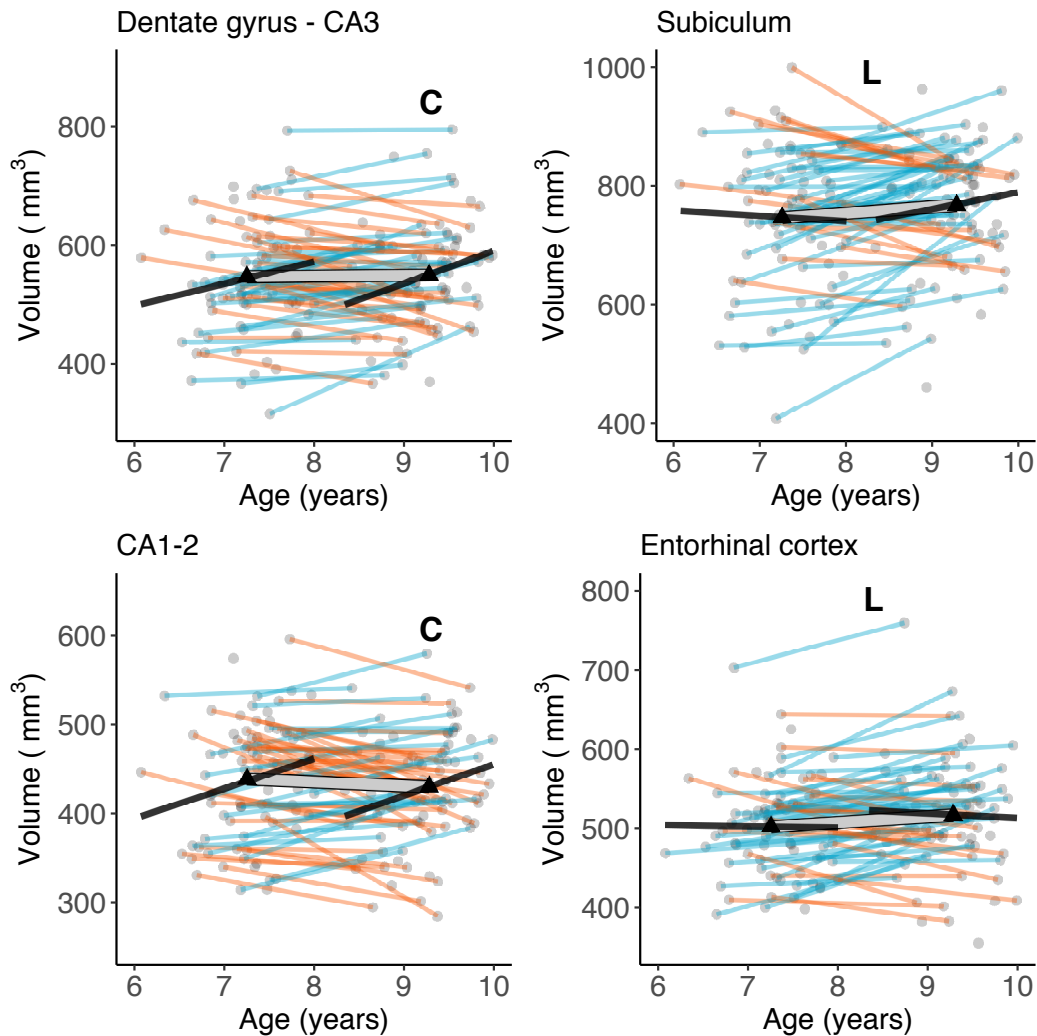 Dentate gyrus - CA3
C
800
600
400
Volume ( mm³)
6 7 8 9 10
Age (years)
Subiculum
L
1000
800
600
400
Volume ( mm³)
6 7 8 9 10
Age (years)
CA1-2
C
600
500
400
300
Volume ( mm³)
6 7 8 9 10
Age (years)
Entorhinal cortex
L
800
700
600
500
400
Volume ( mm³)
6 7 8 9 10
Age (years)